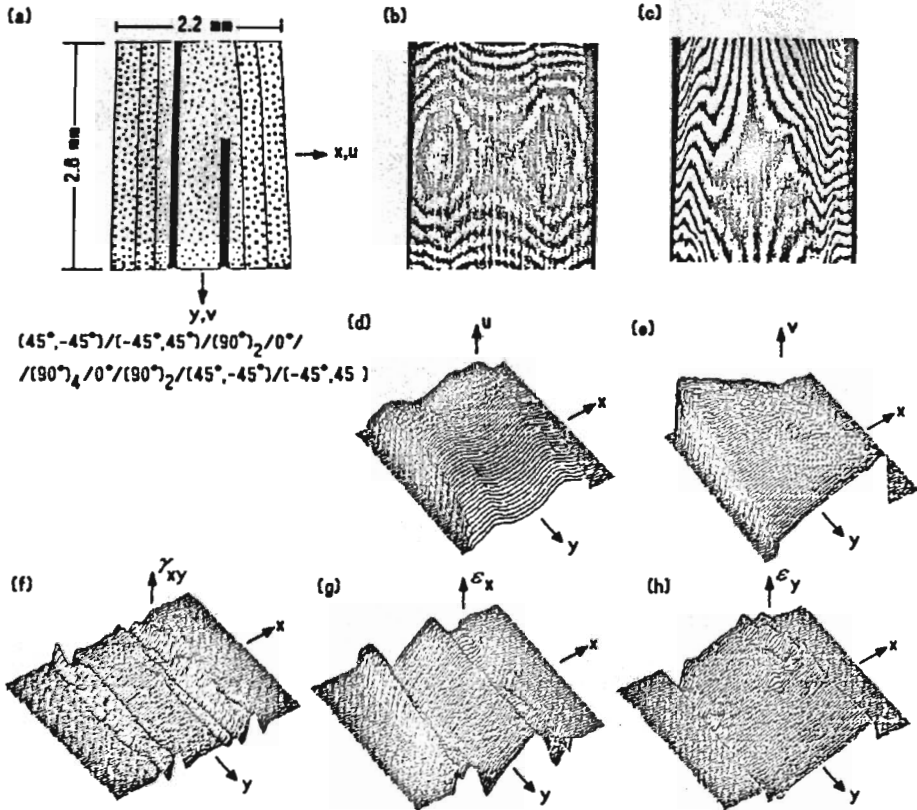 (a)
2.2 mm
2.8 mm
x,u
y,v
(45°,-45°)/(-45°,45°)/(90°)2/0°/
/(90°)4/0°/(90°)2/(45°,-45°)/(-45°,45 )
(b)
(c)
(d)
u
x
y
(e)
v
x
y
(f)
γxy
x
y
(g)
εx
x
y
(h)
εy
x
y